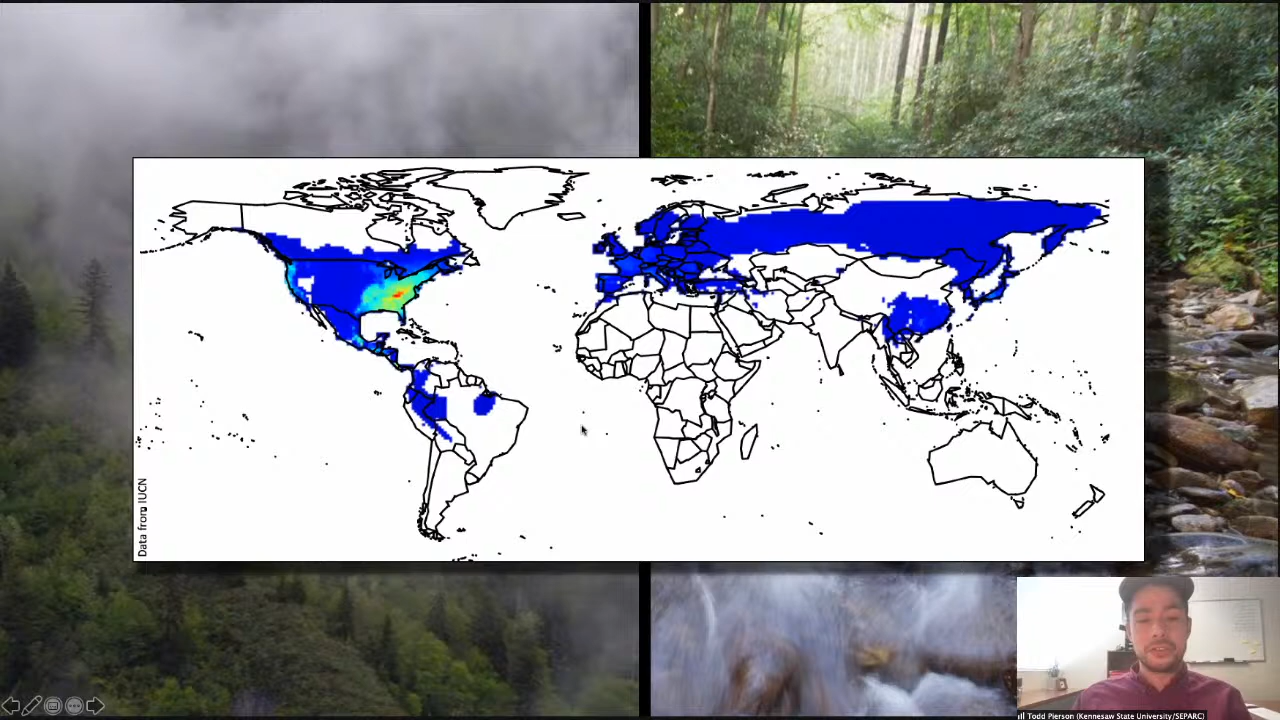 Data from IUCN
Todd Pierson (Kennesaw State University/SEPARC)